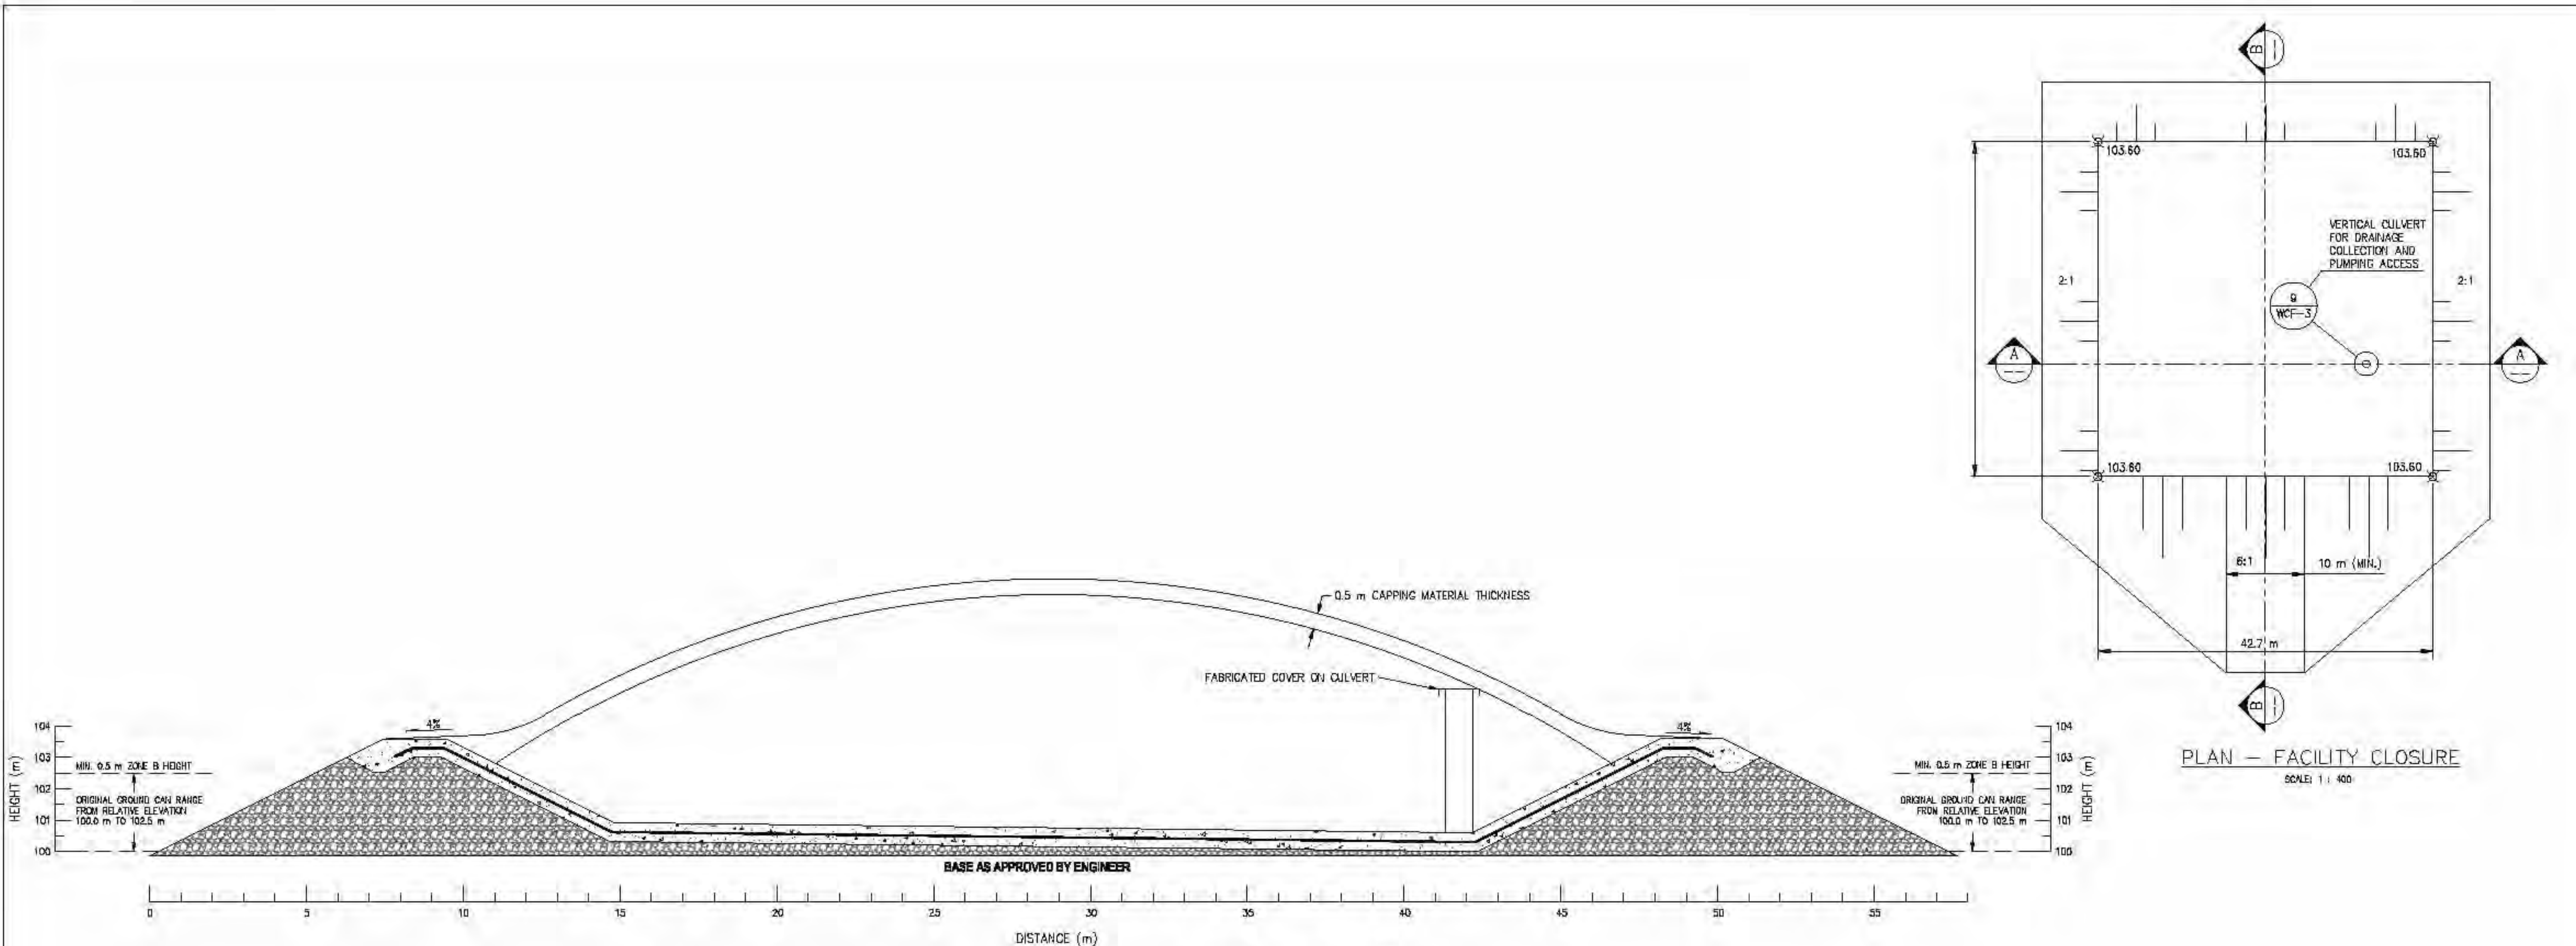 B
103.60
103.60
VERTICAL CULVERT
FOR DRAINAGE
COLLECTION AND
PUMPING ACCESS
2:1
2:1
9
WCF-3
A
A
103.60
103.60
6:1
10 m (MIN.)
42.7 m
B
PLAN - FACILITY CLOSURE
SCALE: 1 : 400
0.5 m CAPPING MATERIAL THICKNESS
FABRICATED COVER ON CULVERT
4%
4%
104
103
102
101
100
HEIGHT (m)
MIN. 0.5 m ZONE B HEIGHT
ORIGINAL GROUND CAN RANGE
FROM RELATIVE ELEVATION
100.0 m TO 102.5 m
MIN. 0.5 m ZONE B HEIGHT
ORIGINAL GROUND CAN RANGE
FROM RELATIVE ELEVATION
100.0 m TO 102.5 m
104
103
102
101
100
HEIGHT (m)
BASE AS APPROVED BY ENGINEER
0 5 10 15 20 25 30 35 40 45 50 55
DISTANCE (m)